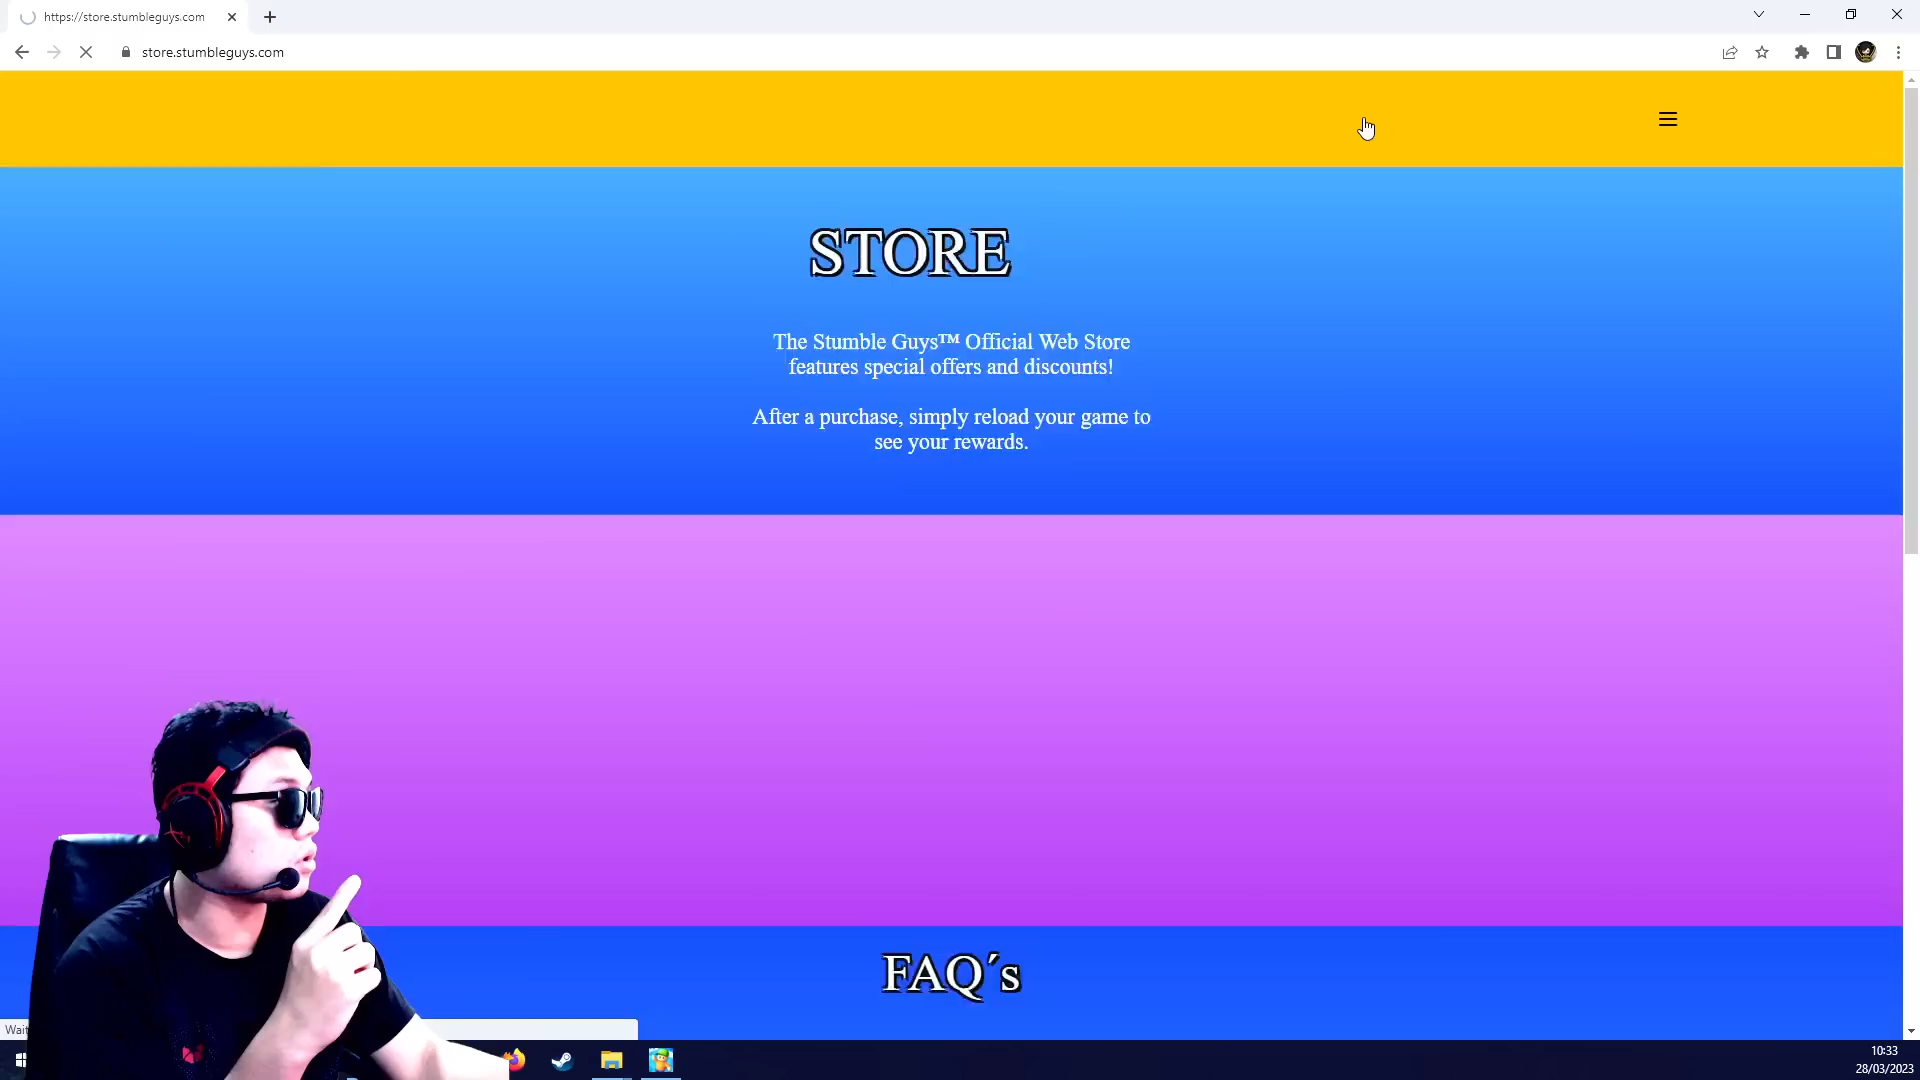 https://store.stumbleguys.com
store.stumbleguys.com
STORE
The Stumble Guys™ Official Web Store
features special offers and discounts!
After a purchase, simply reload your game to
see your rewards.
FAQ´s
Wait
10:33
28/03/2023